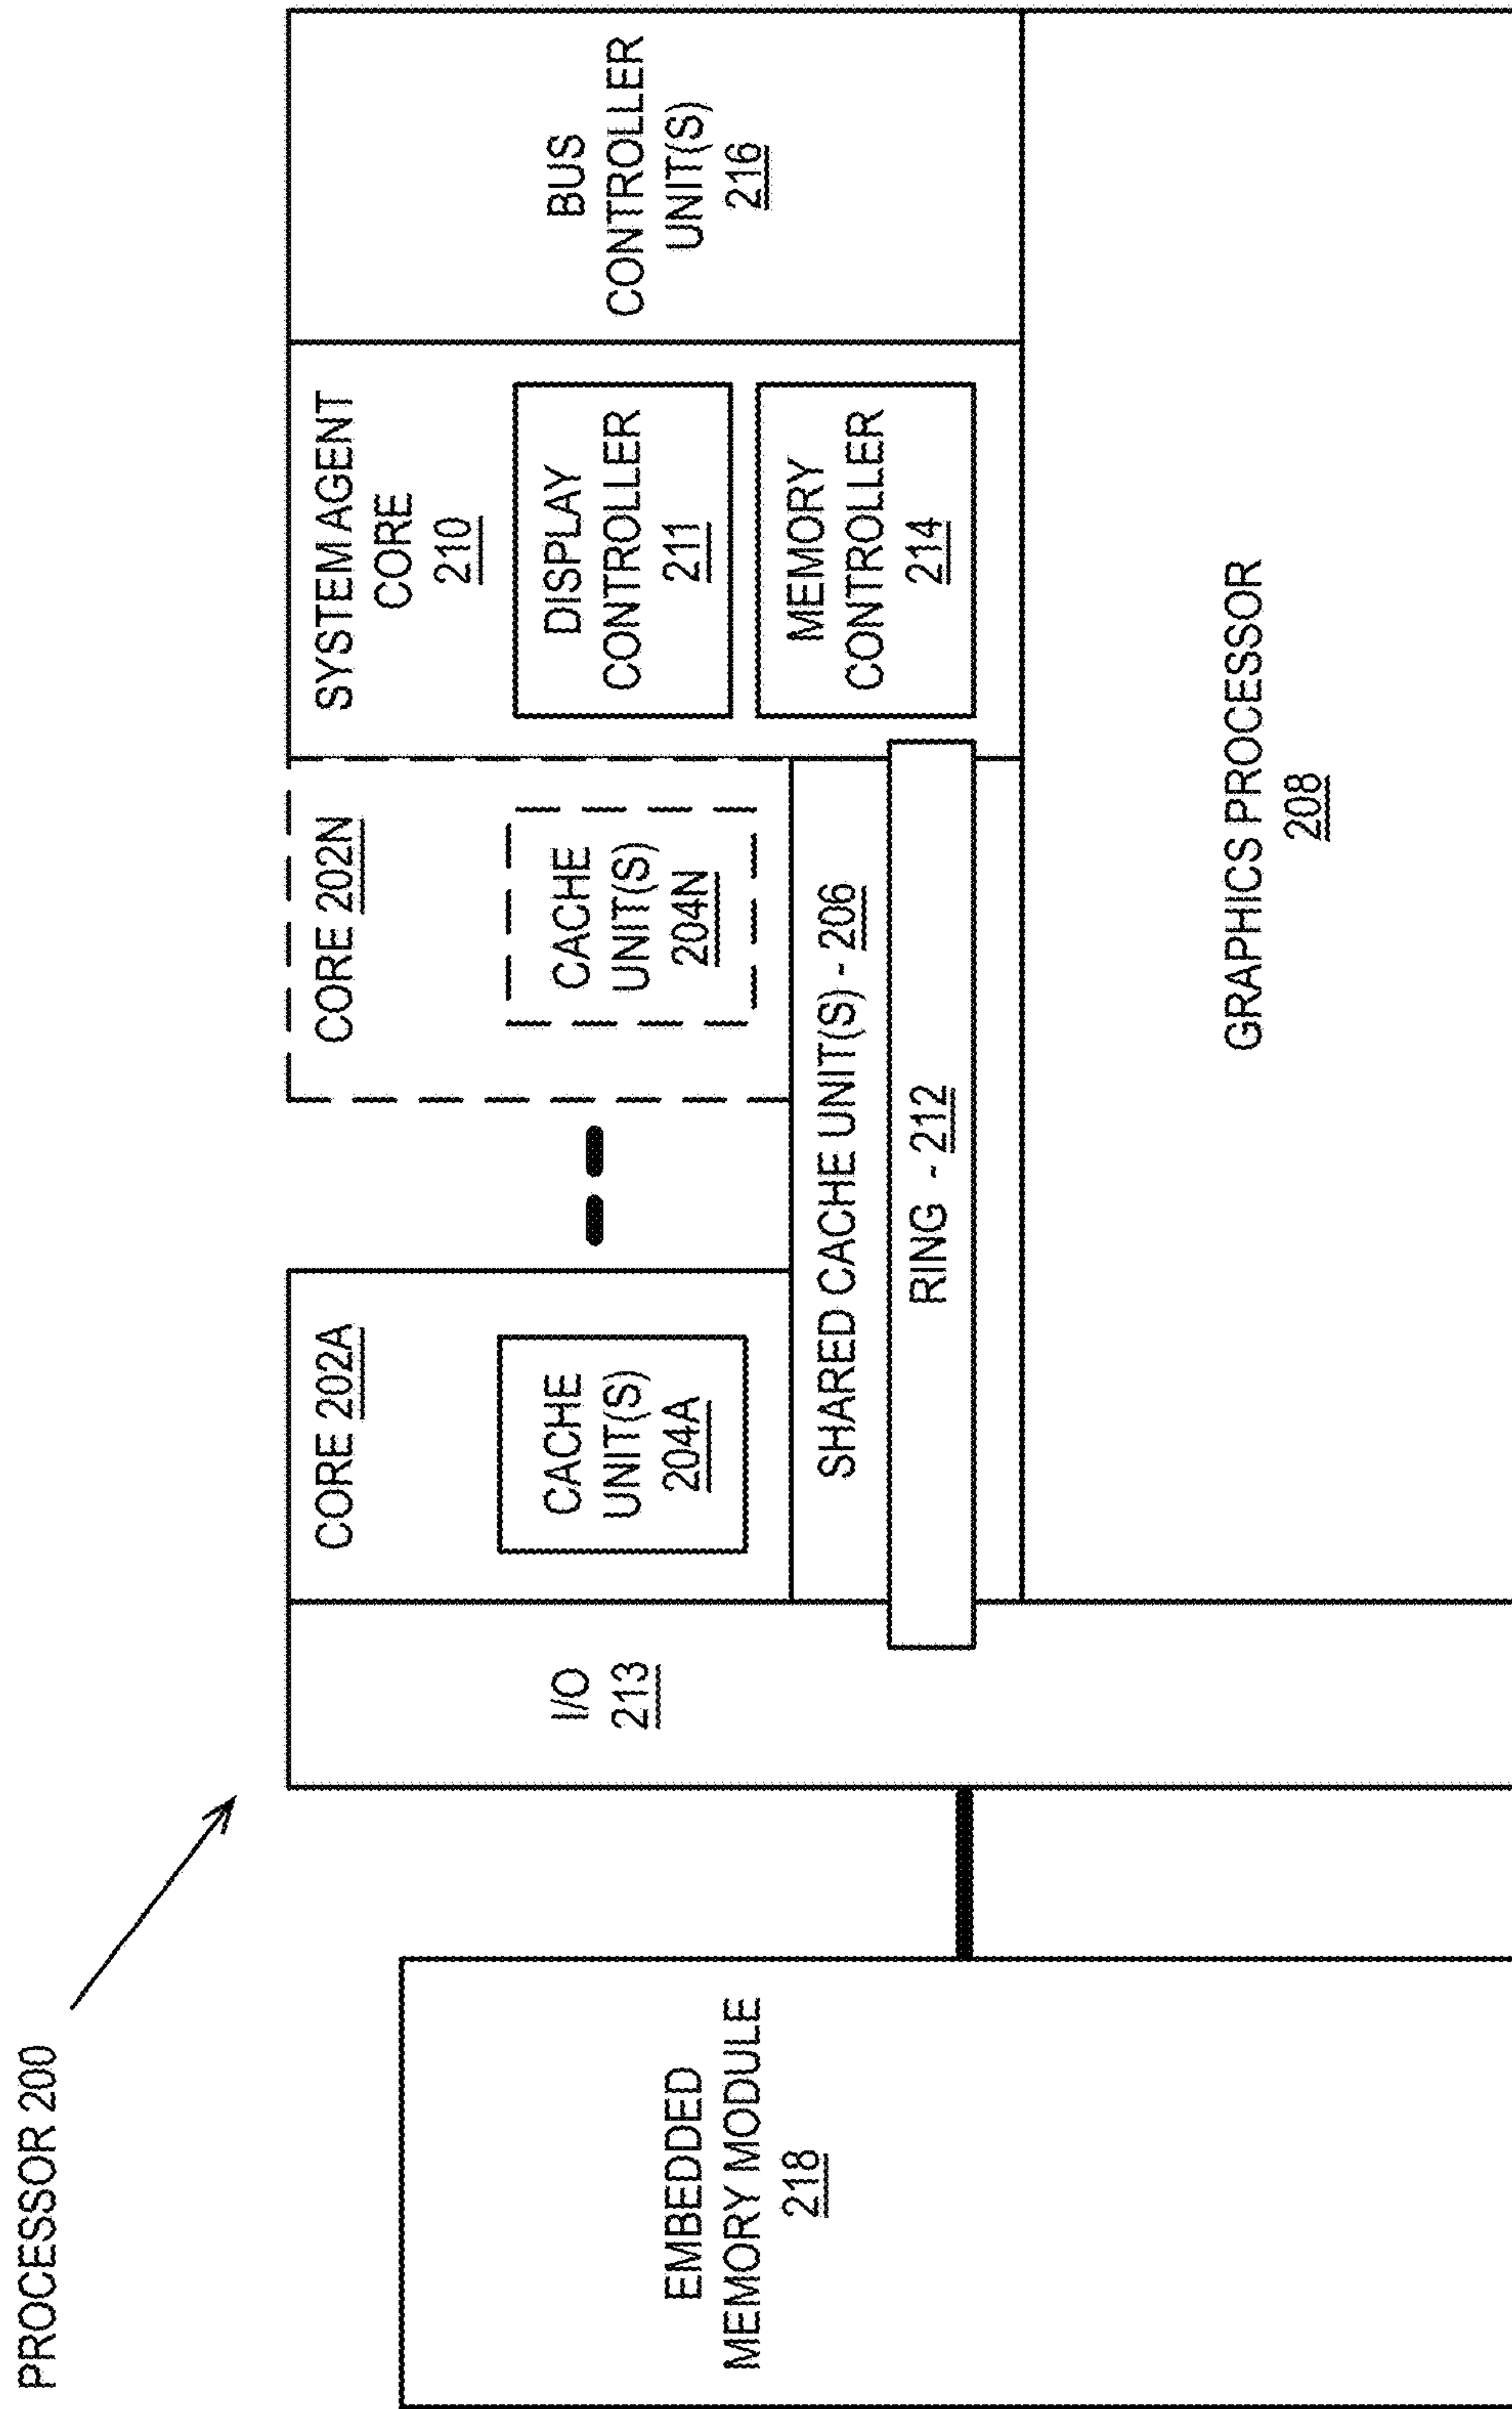 PROCESSOR 200
EMBEDDED
MEMORY MODULE
218
I/O
213
CORE 202A
CACHE
UNIT(S)
204A
CORE 202N
CACHE
UNIT(S)
204N
SHARED CACHE UNIT(S) - 206
RING - 212
SYSTEM AGENT
CORE
210
DISPLAY
CONTROLLER
211
MEMORY
CONTROLLER
214
BUS
CONTROLLER
UNIT(S)
216
GRAPHICS PROCESSOR
208